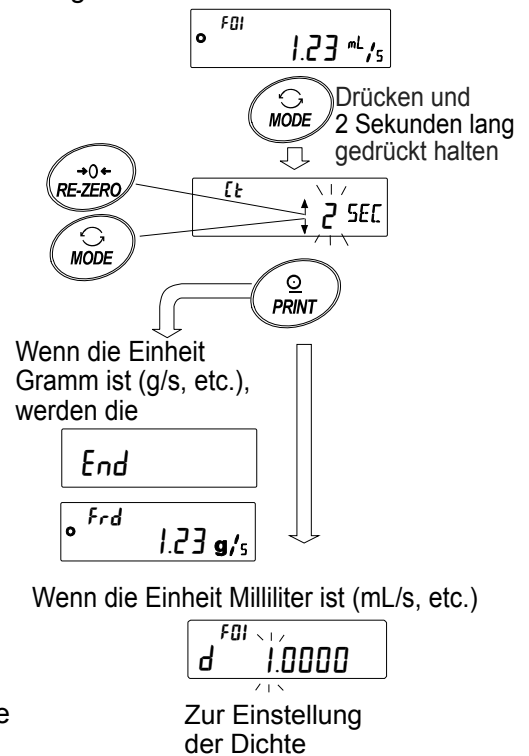 g
F01
1.23 mL/s
MODE
Drücken und
2 Sekunden lang
gedrückt halten
→0←
RE-ZERO
MODE
Ct
2 SEC
PRINT
Wenn die Einheit
Gramm ist (g/s, etc.),
werden die
End
Frd
1.23 g/s
Wenn die Einheit Milliliter ist (mL/s, etc.)
F01
d 1.0000
e
Zur Einstellung
der Dichte